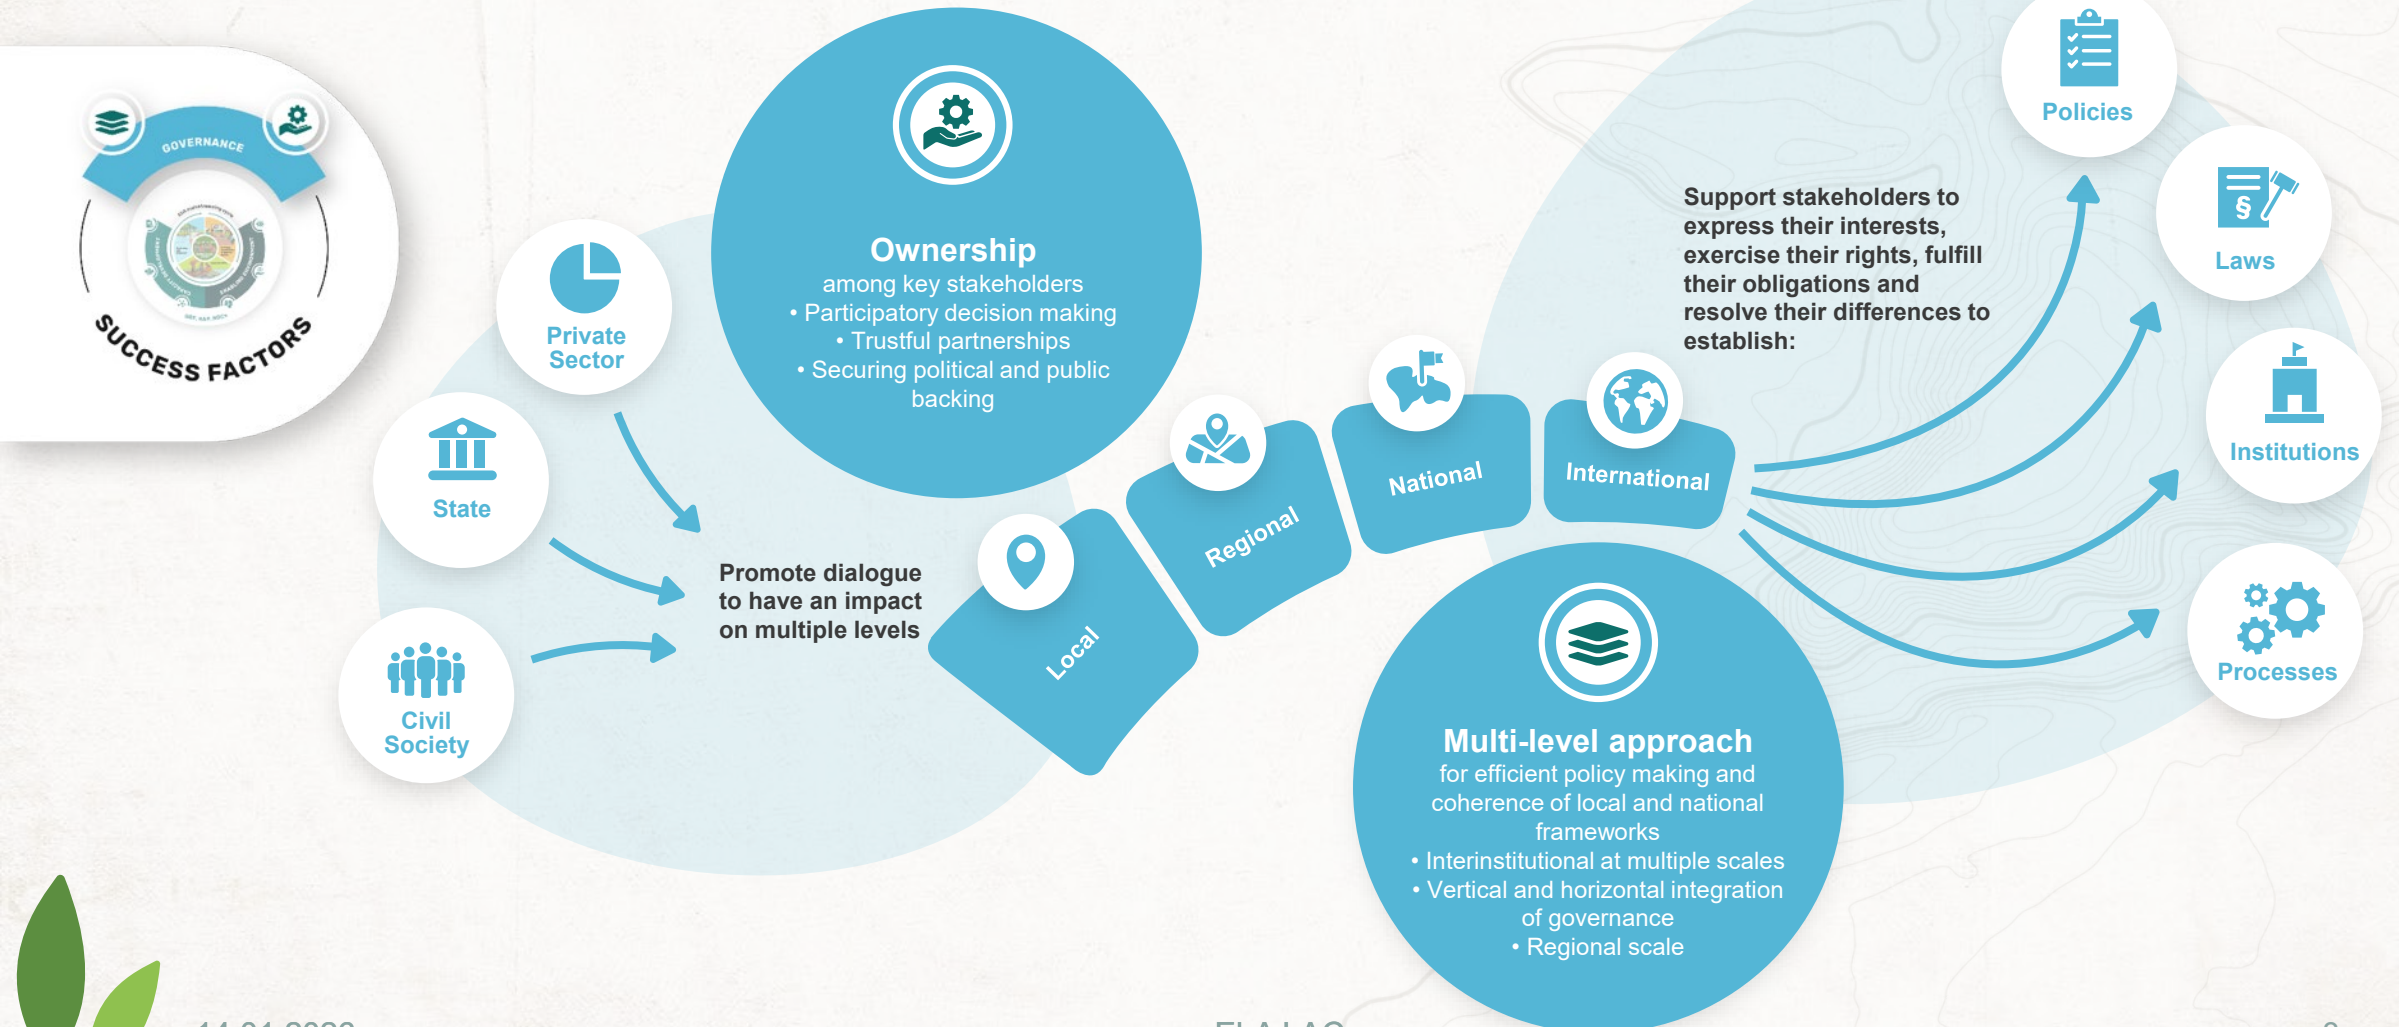 GOVERNANCE
SUCCESS FACTORS
Private
Sector
State
Civil
Society
Ownership
among key stakeholders
• Participatory decision making
• Trustful partnerships
• Securing political and public
backing
Promote dialogue
to have an impact
on multiple levels
Local
Regional
National
International
Support stakeholders to
express their interests,
exercise their rights, fulfill
their obligations and
resolve their differences to
establish:
Policies
Laws
§
Institutions
Processes
Multi-level approach
for efficient policy making and
coherence of local and national
frameworks
• Interinstitutional at multiple scales
• Vertical and horizontal integration
of governance
• Regional scale